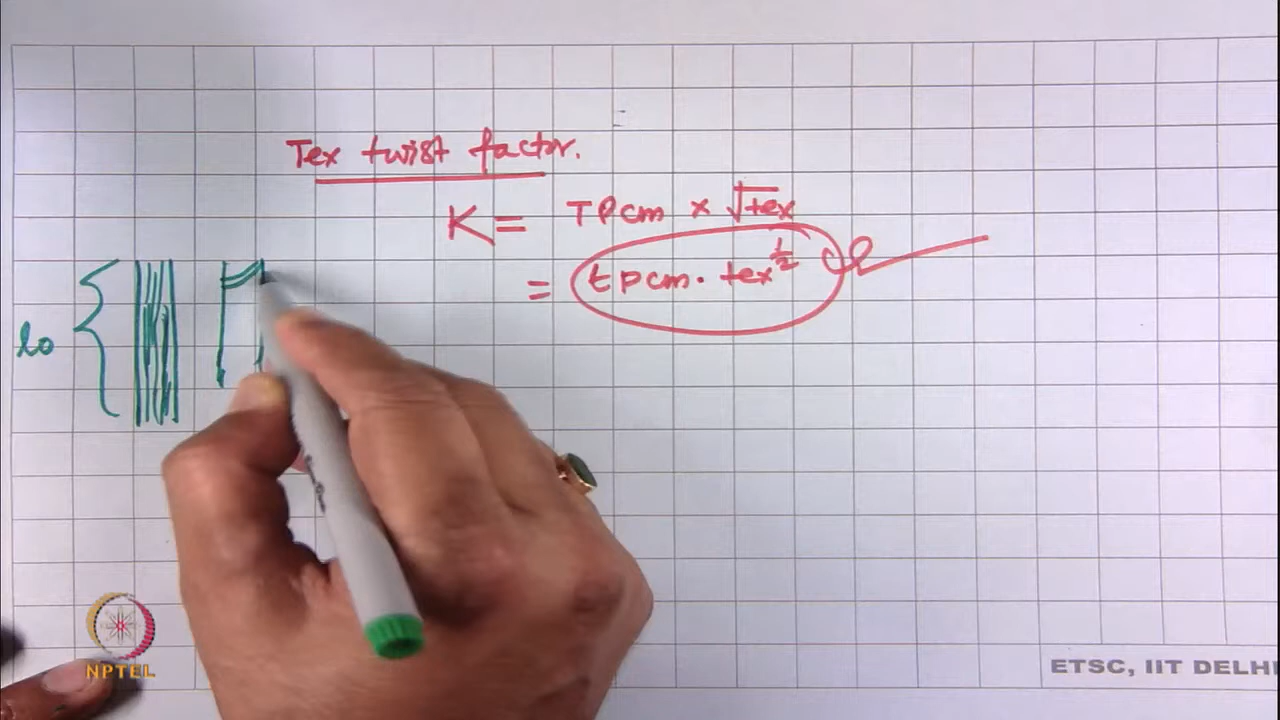 Tex twist factor.
K = TPcm × √tex
= tpcm. tex^1/2
lo
NPTEL
ETSC, IIT DELHI